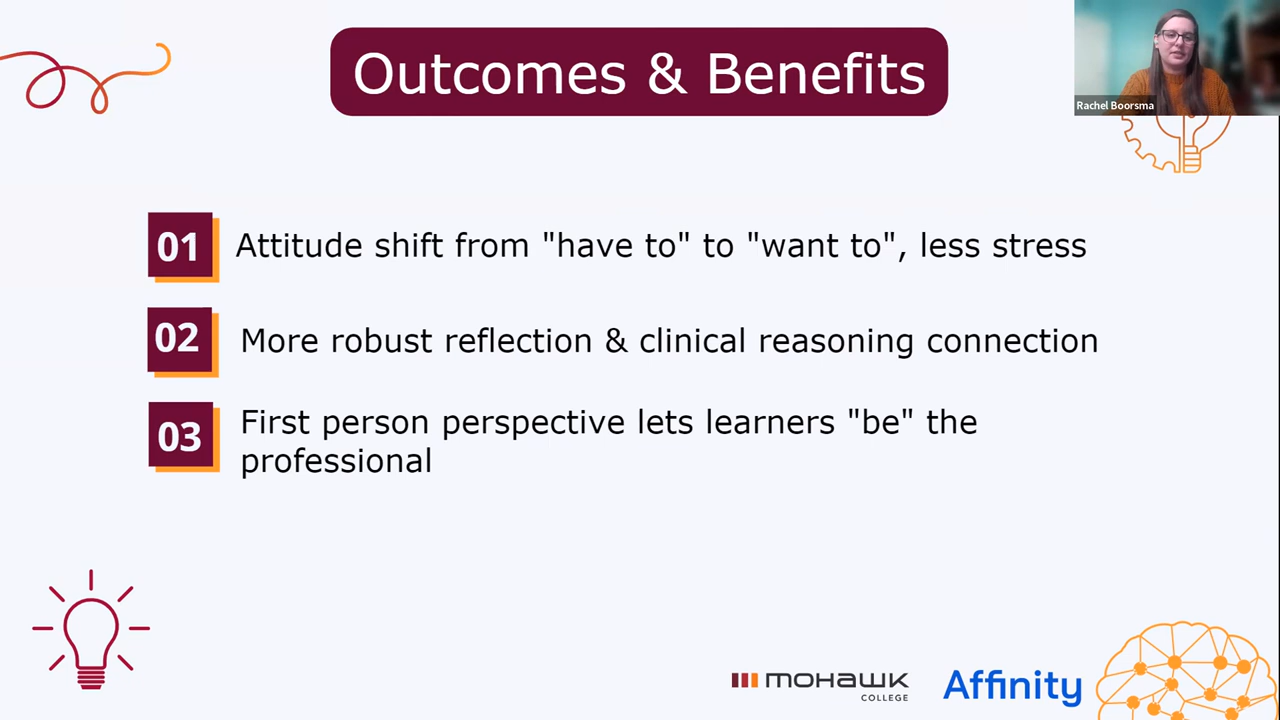 Outcomes & Benefits
Rachel Boorsma
01
Attitude shift from "have to" to "want to", less stress
02
More robust reflection & clinical reasoning connection
03
First person perspective lets learners "be" the
professional
mohawk
COLLEGE
Affinity